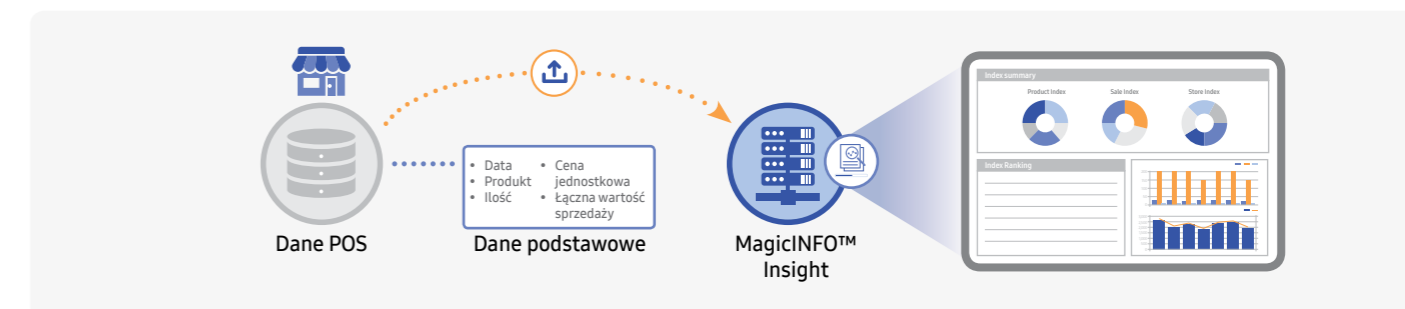 Dane POS
• Data
• Produkt
• Ilość
• Cena
jednostkowa
• Łączna wartość
sprzedaży
Dane podstawowe
MagicINFO™
Insight
Index summary
Product Index
Sale Index
Store Index
Index Ranking